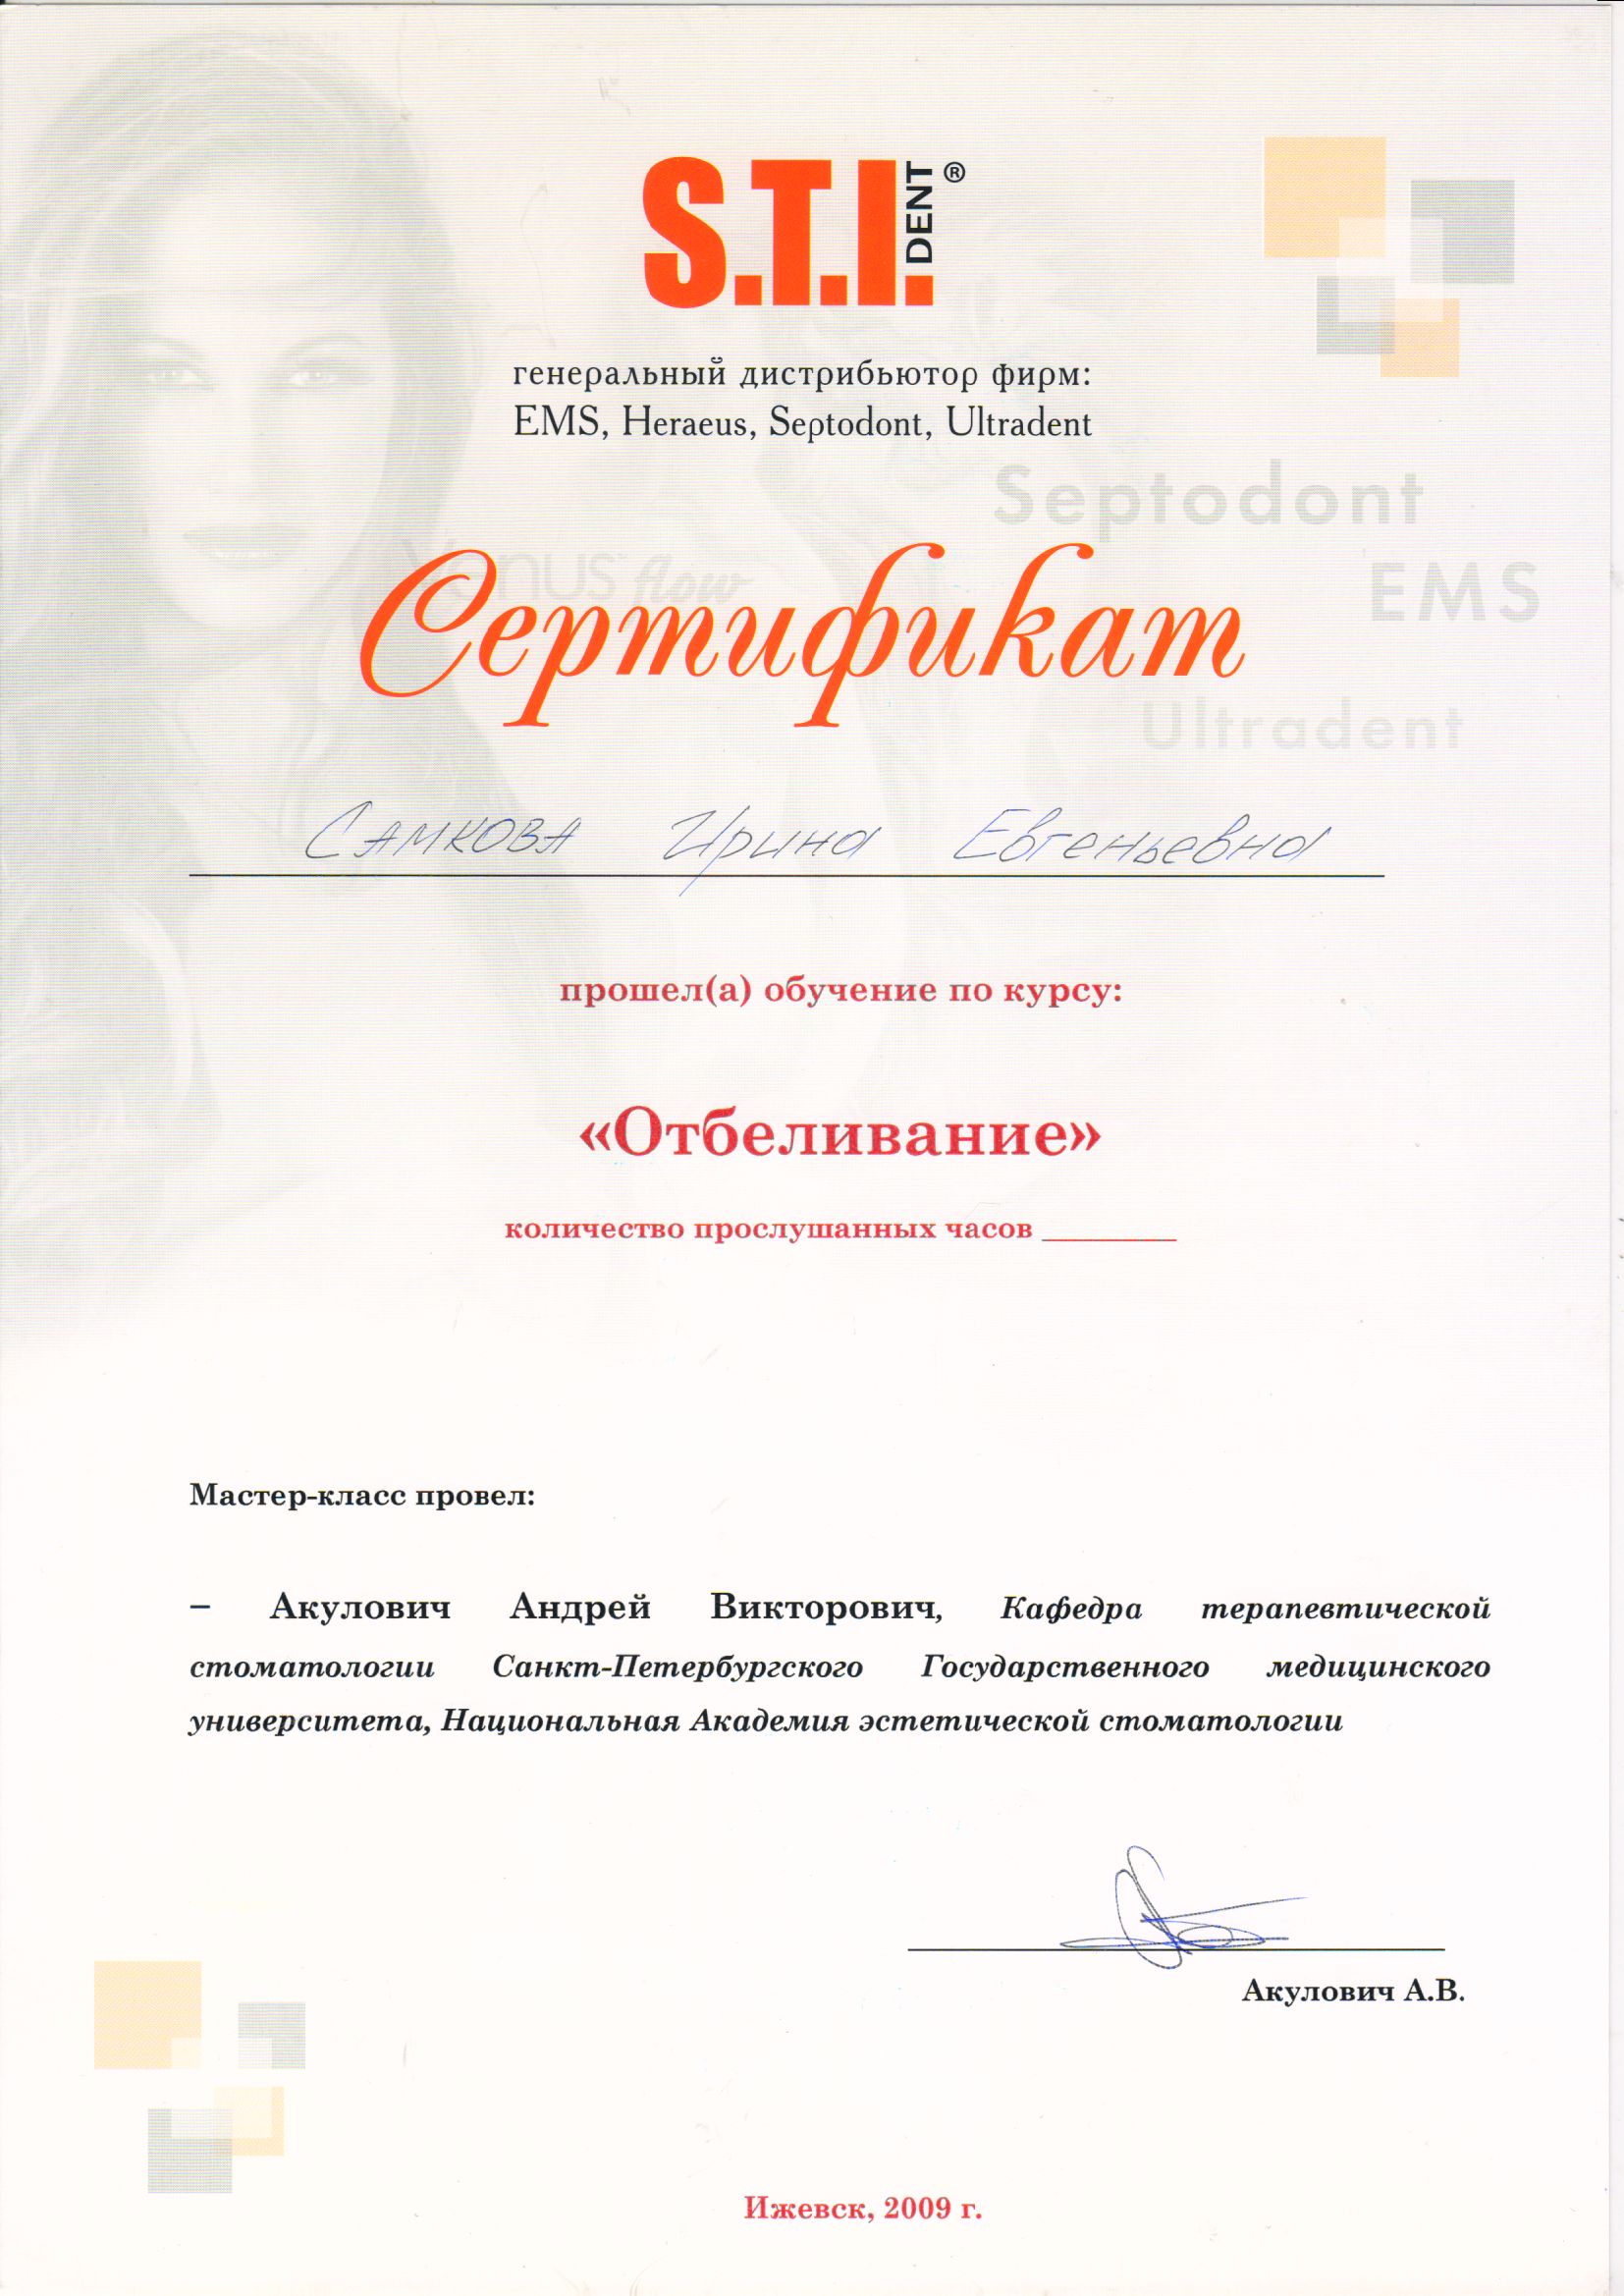 S.T.I. DENT ®
генеральный дистрибьютор фирм:
EMS, Heraeus, Septodont, Ultradent
Septodont
EMS
Venus flow
Сертификат
Ultradent
Самкова Ирина Евгеньевна
прошел(а) обучение по курсу:
«Отбеливание»
количество прослушанных часов _________
Мастер-класс провел:
– Акулович Андрей Викторович, Кафедра терапевтической
стоматологии Санкт-Петербургского Государственного медицинского
университета, Национальная Академия эстетической стоматологии
Акулович А.В.
Ижевск, 2009 г.